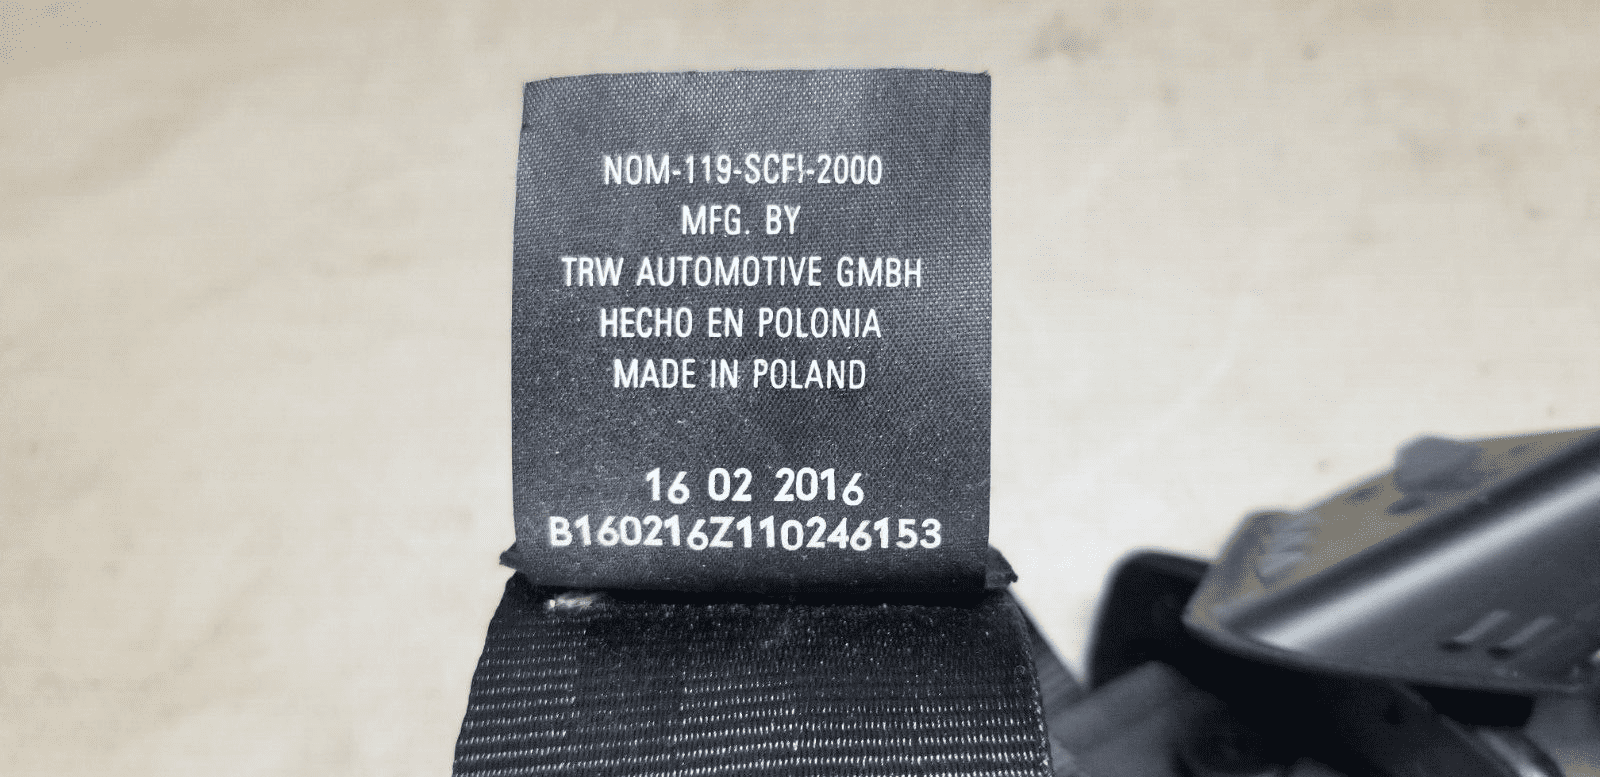 NOM-119-SCFI-2000
MFG. BY
TRW AUTOMOTIVE GMBH
HECHO EN POLONIA
MADE IN POLAND
16 02 2016
B160216Z110246153